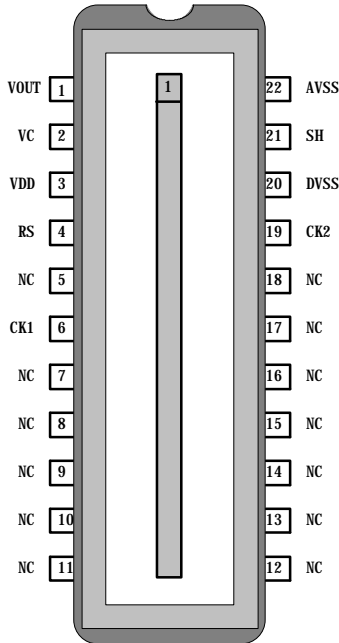 VOUT 1 1 22 AVSS
VC 2 21 SH
VDD 3 20 DVSS
RS 4 19 CK2
NC 5 18 NC
CK1 6 17 NC
NC 7 16 NC
NC 8 15 NC
NC 9 14 NC
NC 10 13 NC
NC 11 12 NC